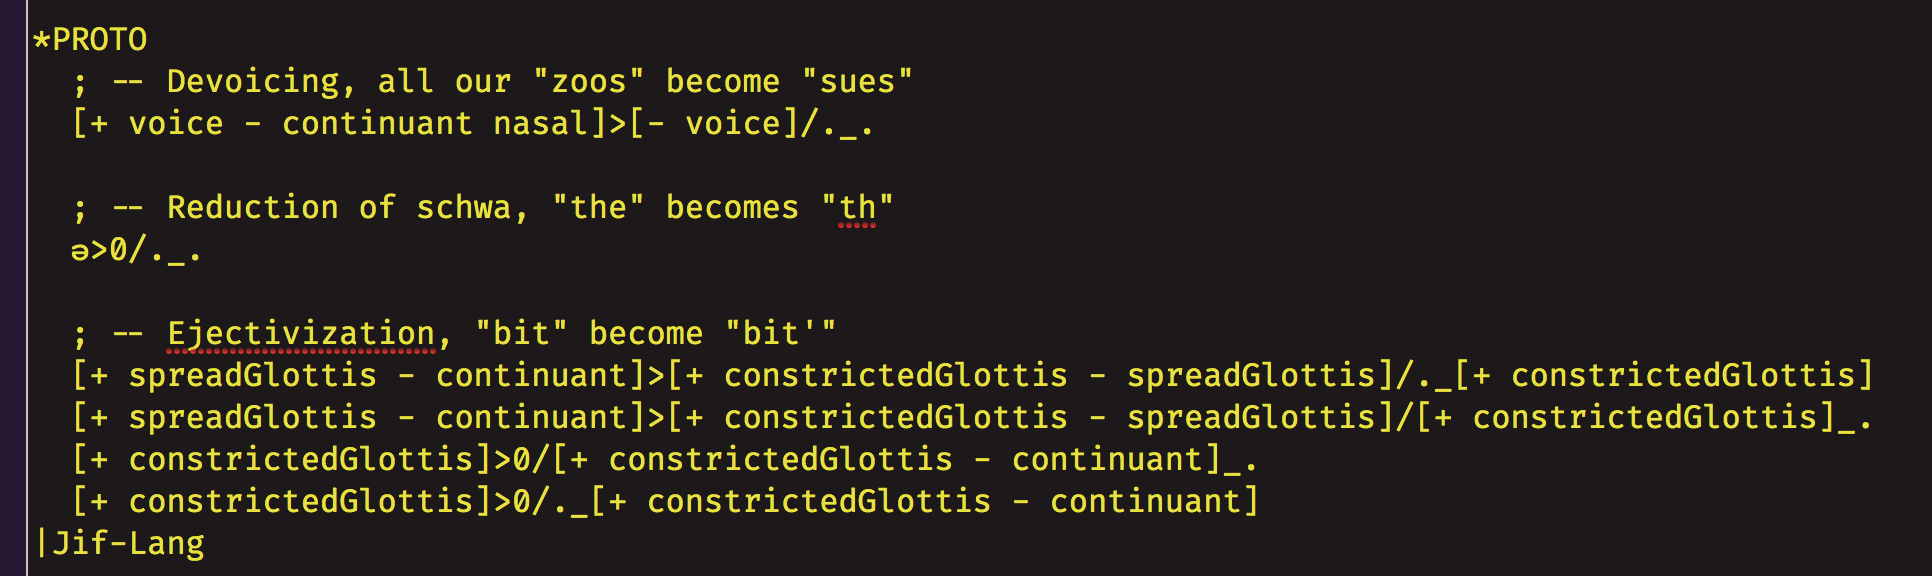 *PROTO
; -- Devoicing, all our "zoos" become "sues"
[+ voice - continuant nasal]>[- voice]/._.
; -- Reduction of schwa, "the" becomes "th"
ə>0/._.
; -- Ejectivization, "bit" become "bit'"
[+ spreadGlottis - continuant]>[+ constrictedGlottis - spreadGlottis]/._[+ constrictedGlottis]
[+ spreadGlottis - continuant]>[+ constrictedGlottis - spreadGlottis]/[+ constrictedGlottis]_.
[+ constrictedGlottis]>0/[+ constrictedGlottis - continuant]_.
[+ constrictedGlottis]>0/._[+ constrictedGlottis - continuant]
|Jif-Lang